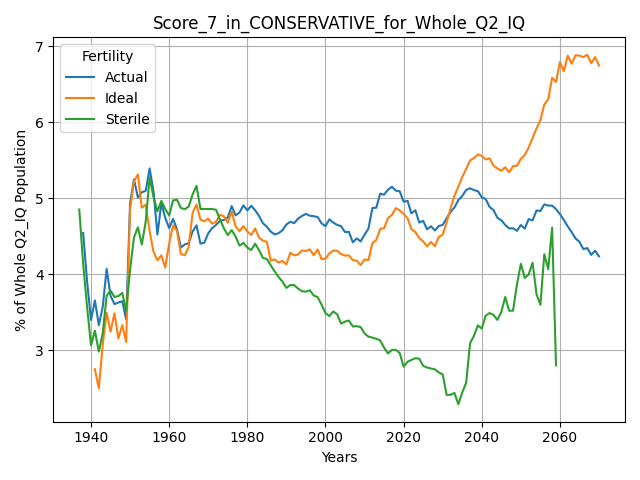 Score_7_in_CONSERVATIVE_for_Whole_Q2_IQ
Fertility
Actual
Ideal
Sterile
% of Whole Q2_IQ Population
7
6
5
4
3
1940 1960 1980 2000 2020 2040 2060
Years